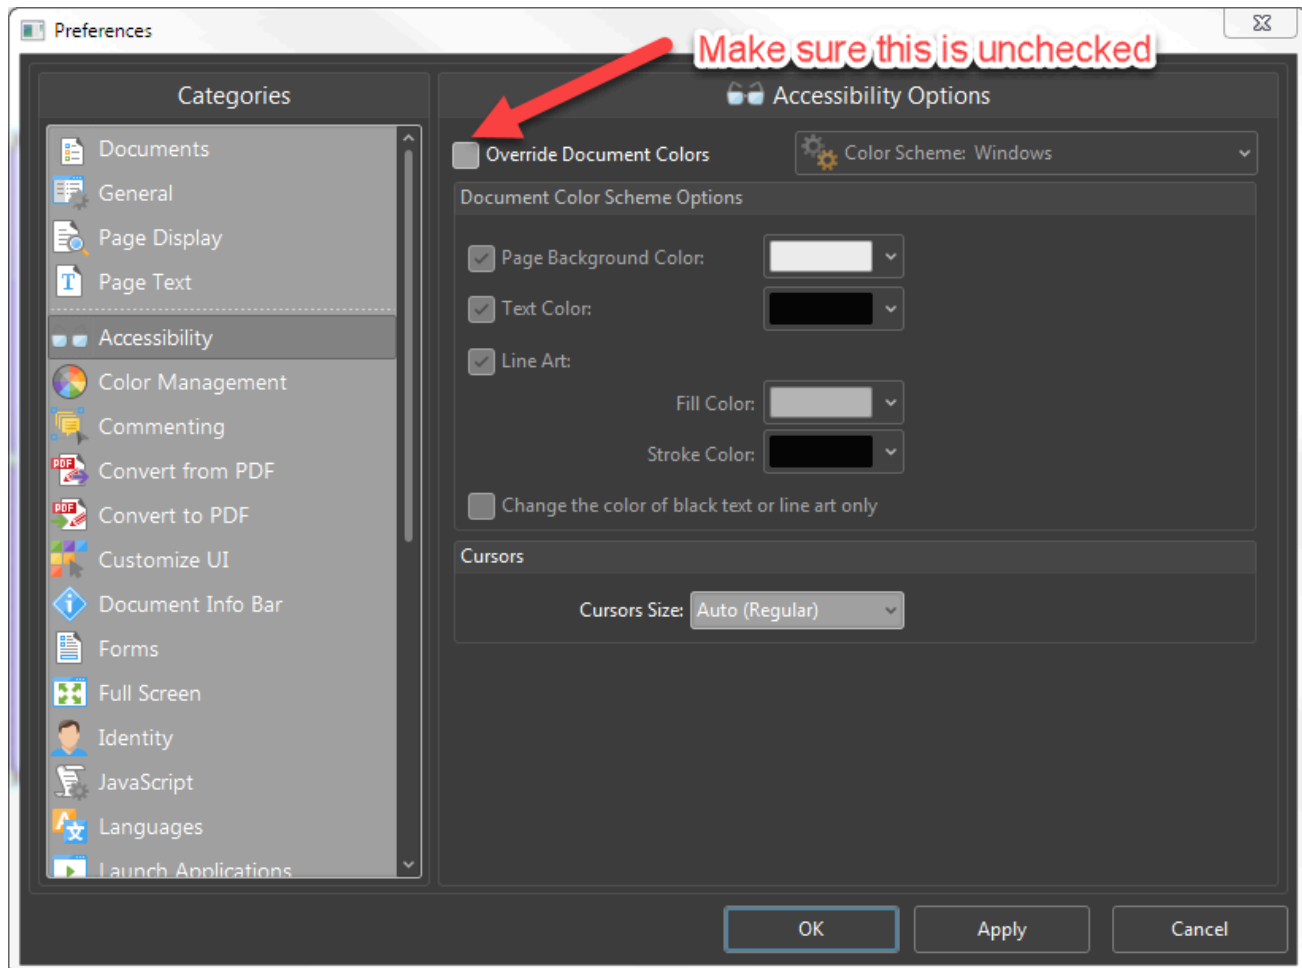 Preferences
Make sure this is unchecked
Categories
Documents
General
Page Display
Page Text
Accessibility
Color Management
Commenting
Convert from PDF
Convert to PDF
Customize UI
Document Info Bar
Forms
Full Screen
Identity
JavaScript
Languages
Launch Applications
Accessibility Options
Override Document Colors
Color Scheme: Windows
Document Color Scheme Options
Page Background Color:
Text Color:
Line Art:
Fill Color:
Stroke Color:
Change the color of black text or line art only
Cursors
Cursors Size: Auto (Regular)
OK
Apply
Cancel